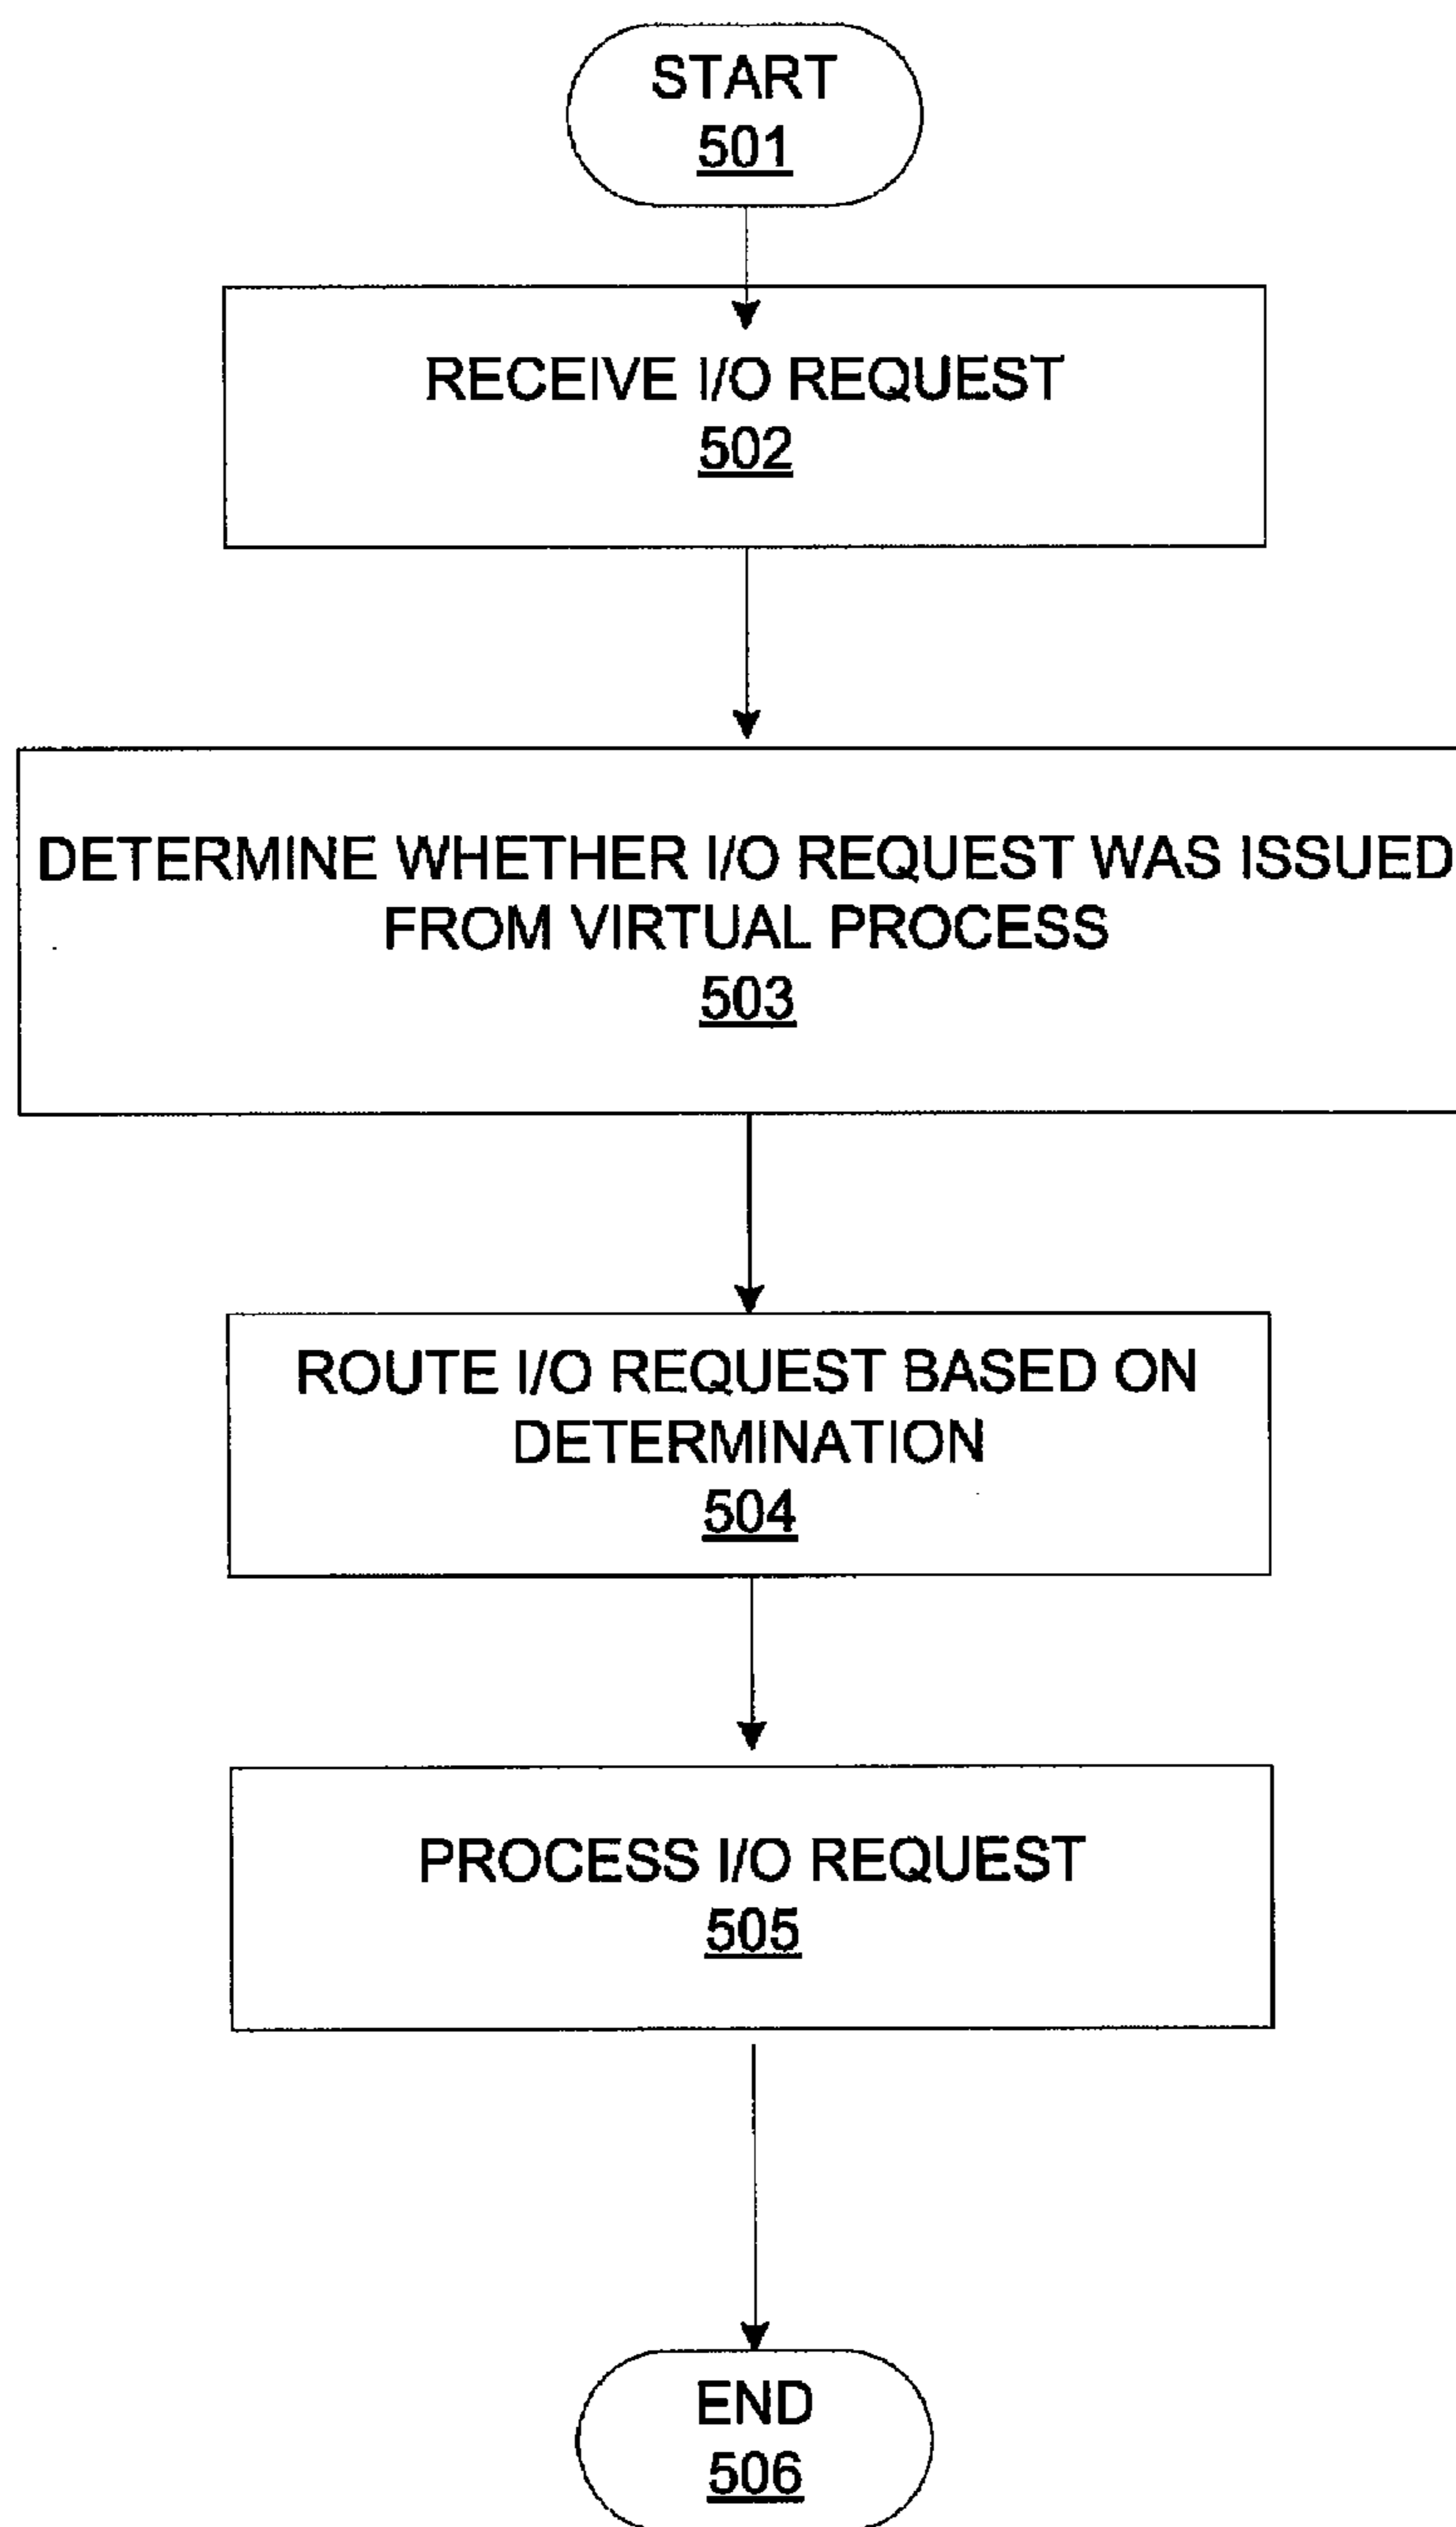 START
501
RECEIVE I/O REQUEST
502
DETERMINE WHETHER I/O REQUEST WAS ISSUED
FROM VIRTUAL PROCESS
503
ROUTE I/O REQUEST BASED ON
DETERMINATION
504
PROCESS I/O REQUEST
505
END
506